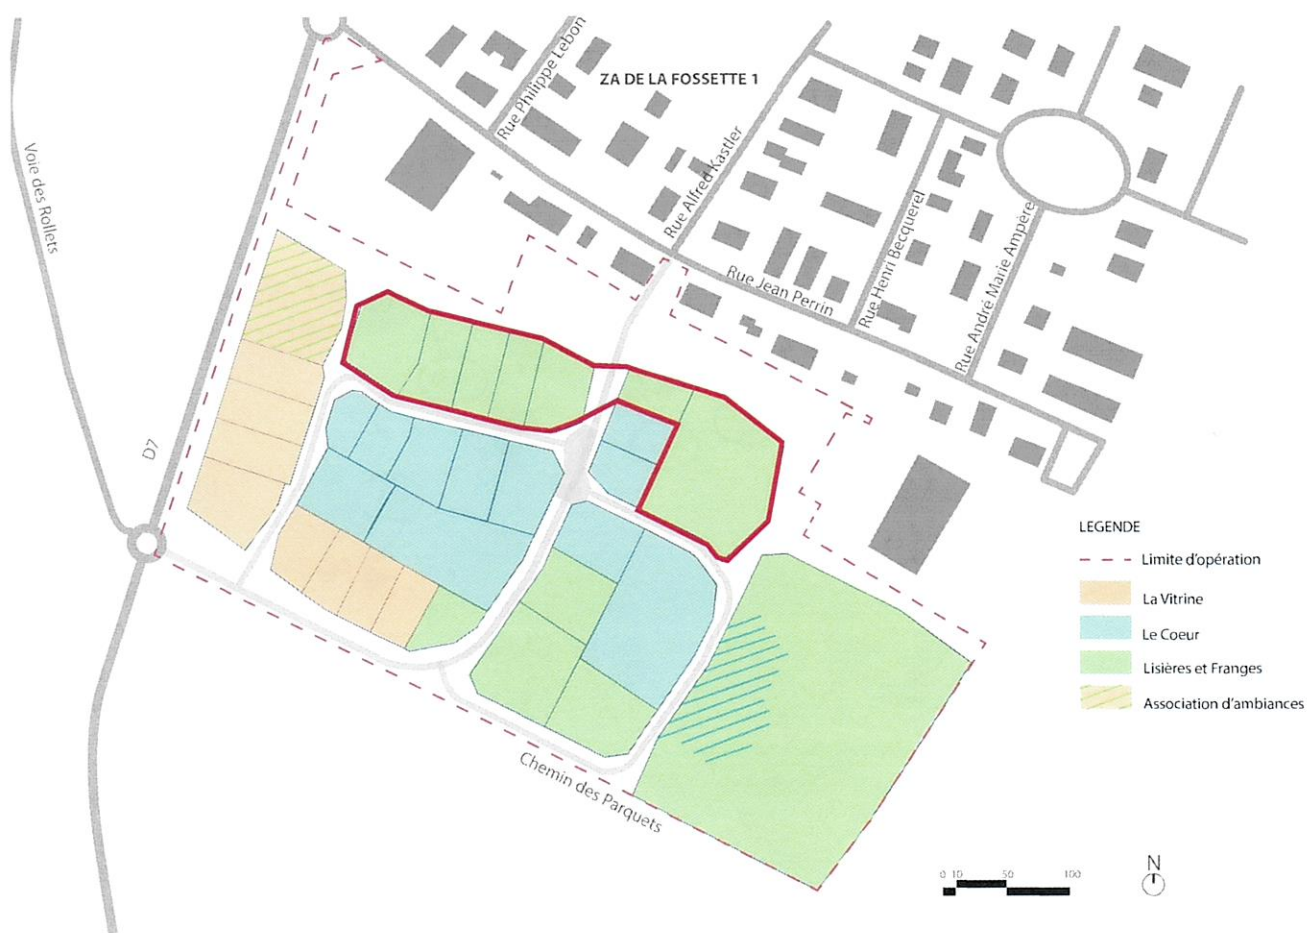 ZA DE LA FOSSETTE 1
Rue Philippe Lebon
Rue Alfred Kastler
Voie des Rollets
Rue Henri Becquerel
Rue André Marie Ampère
Rue Jean Perrin
D7
Chemin des Parquets
LEGENDE
Limite d'opération
La Vitrine
Le Coeur
Lisières et Franges
Association d'ambiances
N
0 10 50 100